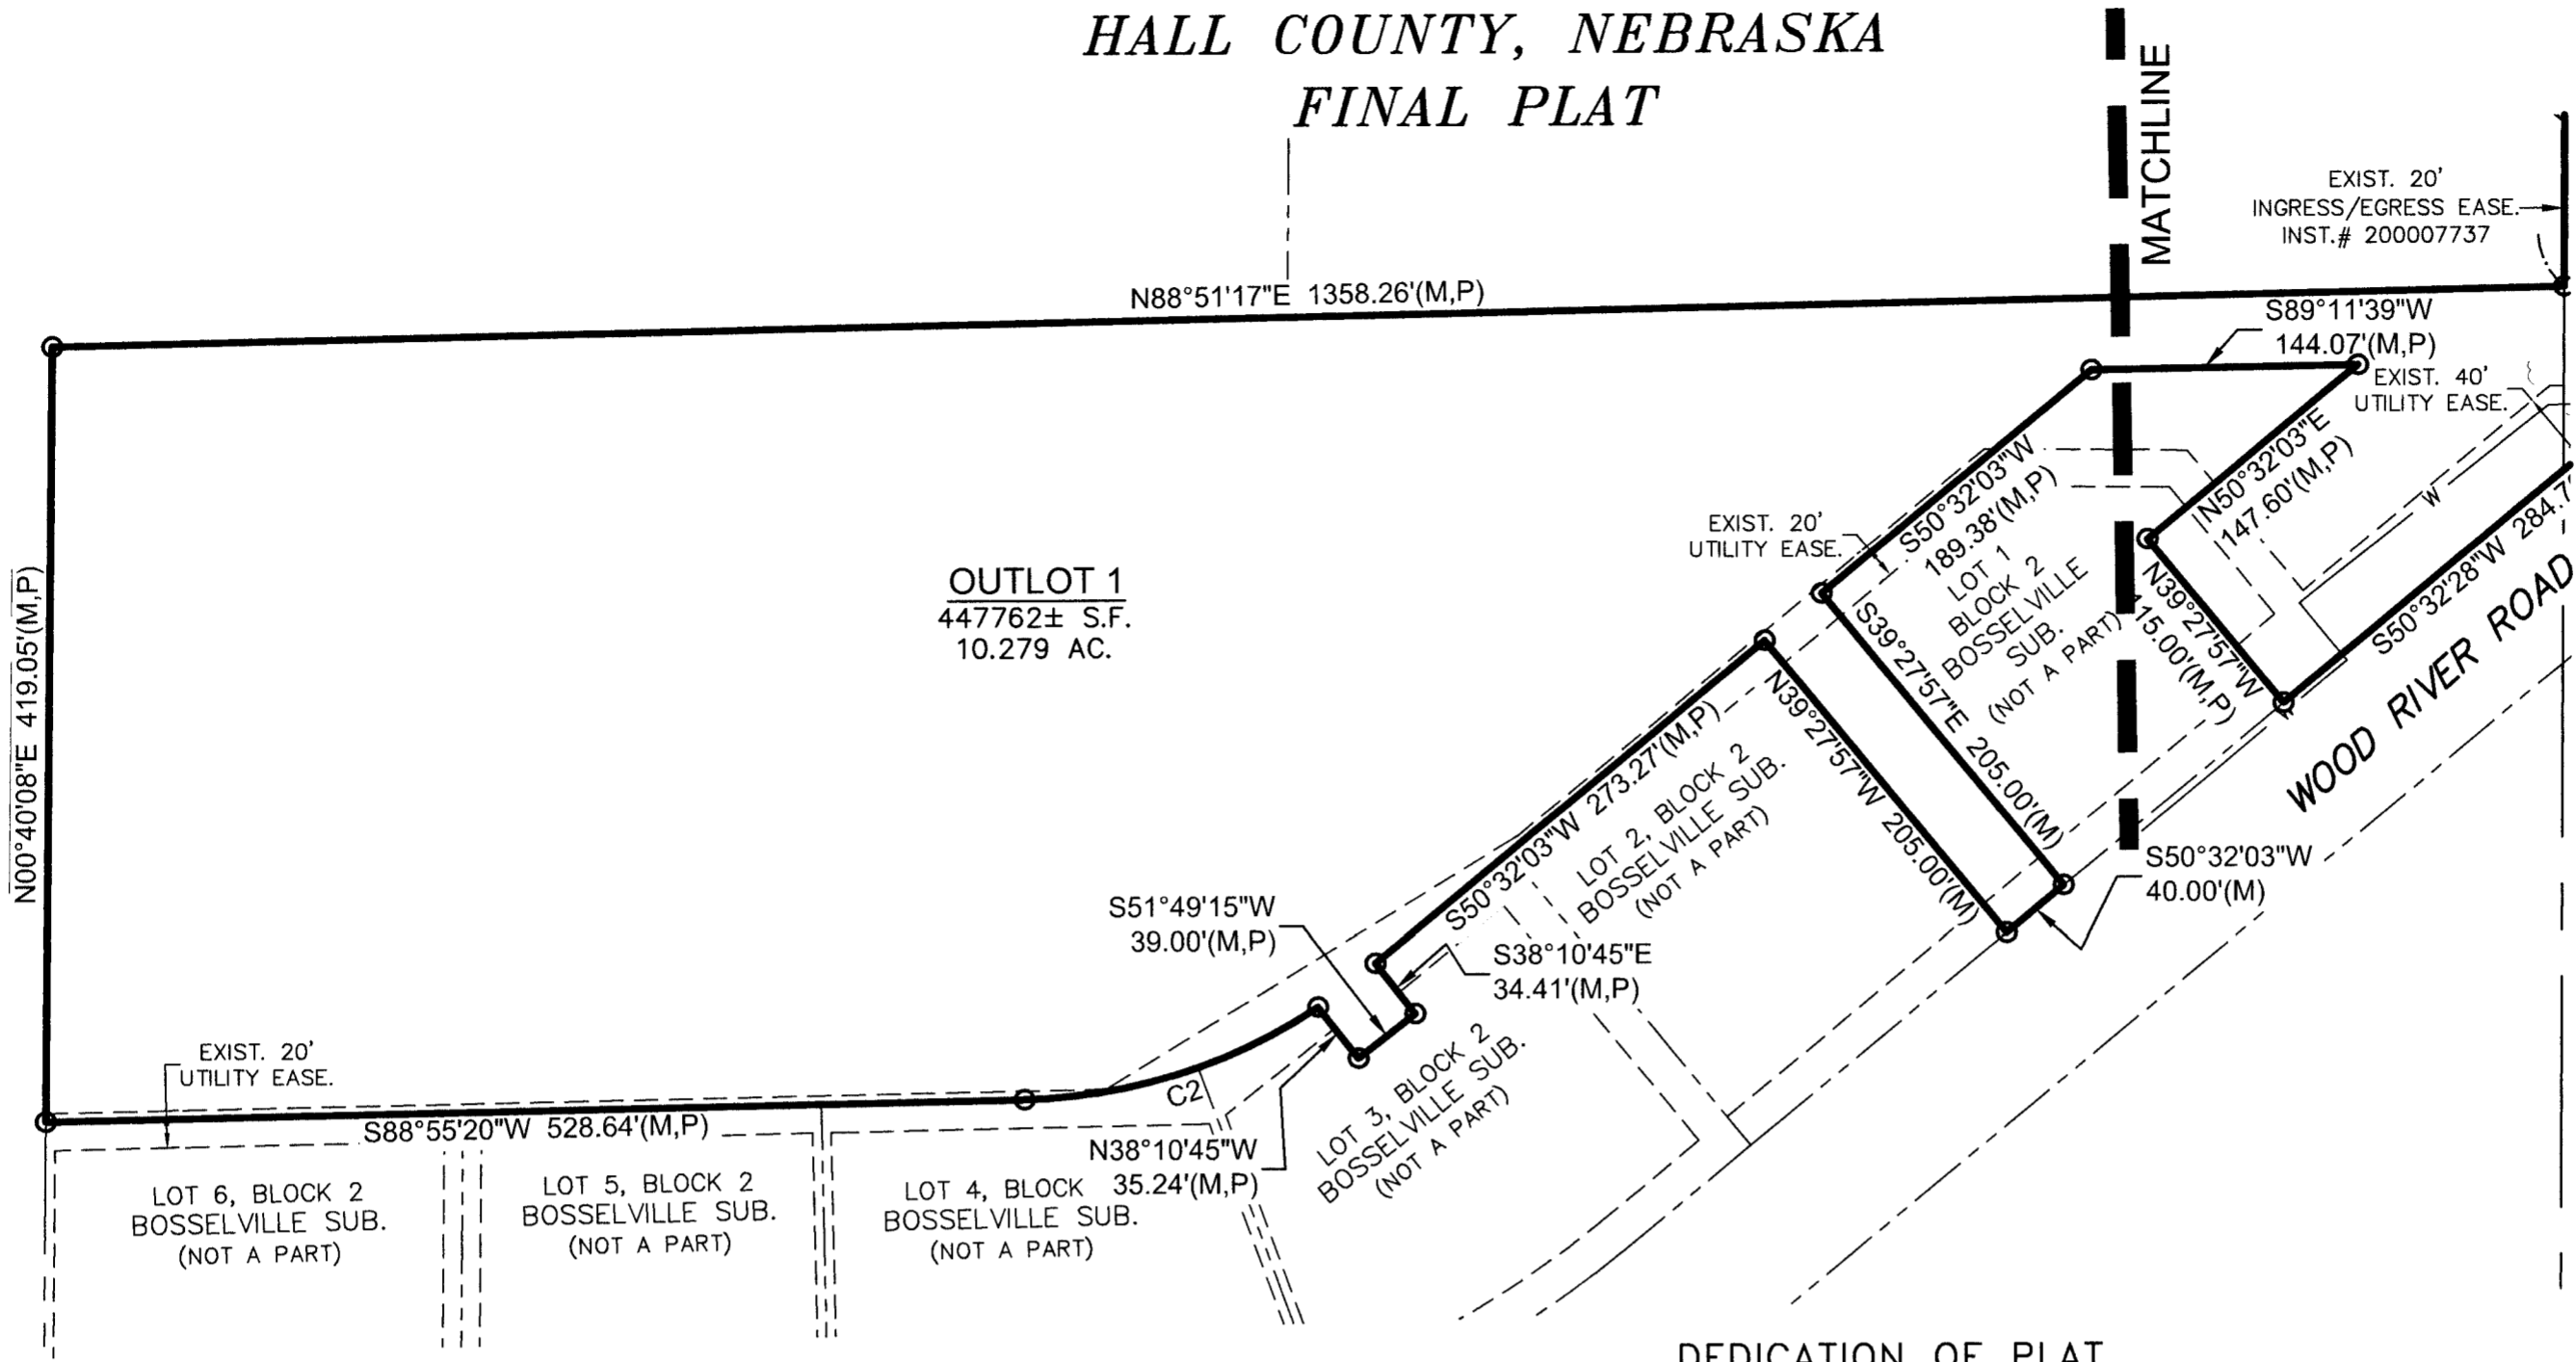 HALL COUNTY, NEBRASKA
FINAL PLAT
MATCHLINE
EXIST. 20'
INGRESS/EGRESS EASE.
INST.# 200007737
N88°51'17"E 1358.26'(M,P)
S89°11'39"W
144.07'(M,P)
EXIST. 40'
UTILITY EASE.
N50°32'03"E
147.60'(M,P)
S50°32'03"W
189.38'(M,P)
LOT 1
BLOCK 2
BOSSELVILLE
SUB.
(NOT A PART)
EXIST. 20'
UTILITY EASE.
W
S50°32'28"W 284.7
WOOD RIVER ROAD
N39°27'57"W
115.00'(M,P)
OUTLOT 1
447762± S.F.
10.279 AC.
N00°40'08"E 419.05'(M,P)
S39°27'57"E 205.00'(M)
N39°27'57"W 205.00'(M)
S50°32'03"W 273.27'(M,P)
LOT 2, BLOCK 2
BOSSELVILLE SUB.
(NOT A PART)
S50°32'03"W
40.00'(M)
S51°49'15"W
39.00'(M,P)
S38°10'45"E
34.41'(M,P)
EXIST. 20'
UTILITY EASE.
C2
S88°55'20"W 528.64'(M,P)
N38°10'45"W
35.24'(M,P)
LOT 3, BLOCK 2
BOSSELVILLE SUB.
(NOT A PART)
LOT 6, BLOCK 2
BOSSELVILLE SUB.
(NOT A PART)
LOT 5, BLOCK 2
BOSSELVILLE SUB.
(NOT A PART)
LOT 4, BLOCK
BOSSELVILLE SUB.
(NOT A PART)
DEDICATION OF PLAT